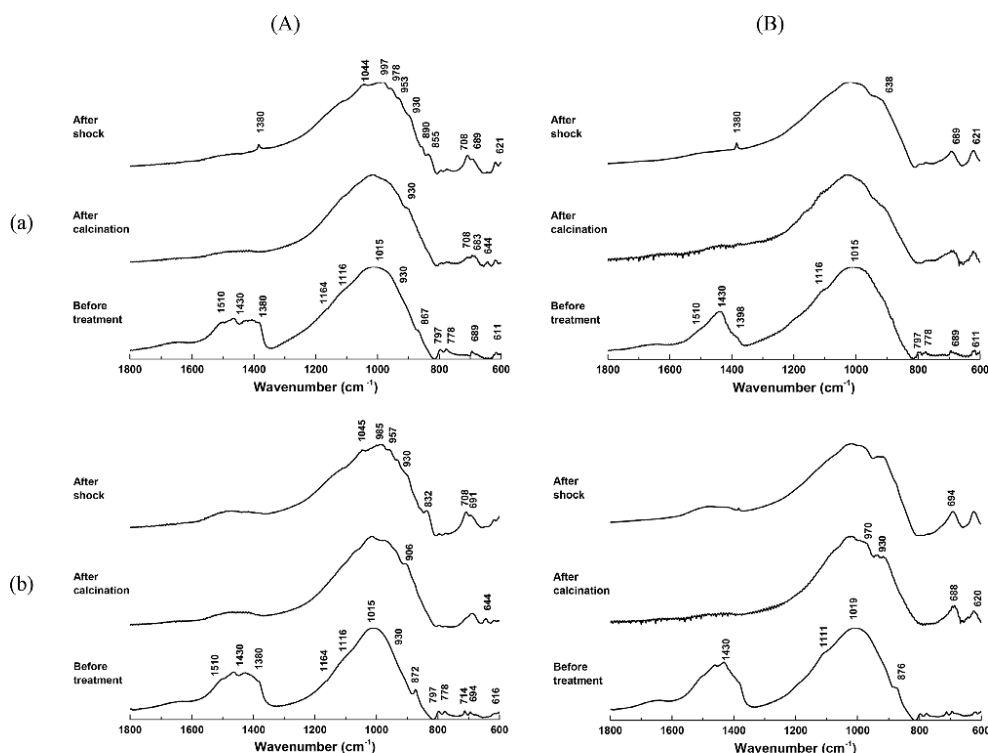 (A)
(B)
(a)
After
shock
1380
1044
997
978
953
930
890
855
708
689
621
After
calcination
930
708
683
644
Before
treatment
1510
1430
1380
1164
1116
1015
930
867
797
778
689
611
1800 1600 1400 1200 1000 800 600
Wavenumber (cm-1)
After
shock
1380
638
689
621
After
calcination
Before
treatment
1510
1430
1398
1116
1015
797
778
689
611
1800 1600 1400 1200 1000 800 600
Wavenumber (cm-1)
(b)
After
shock
1045
985
957
930
832
708
691
After
calcination
906
644
Before
treatment
1510
1430
1380
1164
1116
1015
930
872
797
778
714
694
616
1800 1600 1400 1200 1000 800 600
Wavenumber (cm-1)
After
shock
694
After
calcination
970
930
688
620
Before
treatment
1430
1111
1019
876
1800 1600 1400 1200 1000 800 600
Wavenumber (cm-1)